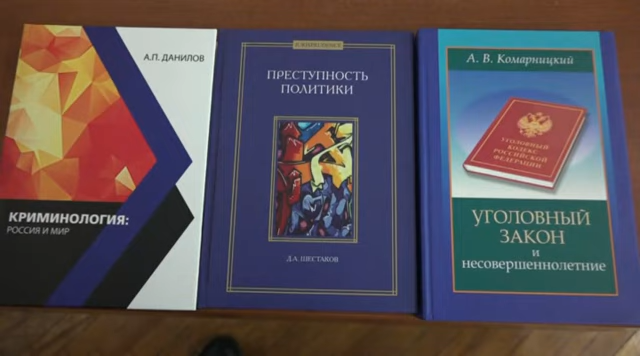 А.П. ДАНИЛОВ
КРИМИНОЛОГИЯ:
РОССИЯ И МИР
ПРЕСТУПНОСТЬ
ПОЛИТИКИ
Д.А. ШЕСТАКОВ
А. В. Комарницкий
УГОЛОВНЫЙ
КОДЕКС
РОССИЙСКОЙ
ФЕДЕРАЦИИ
УГОЛОВНЫЙ
ЗАКОН
и
несовершеннолетние